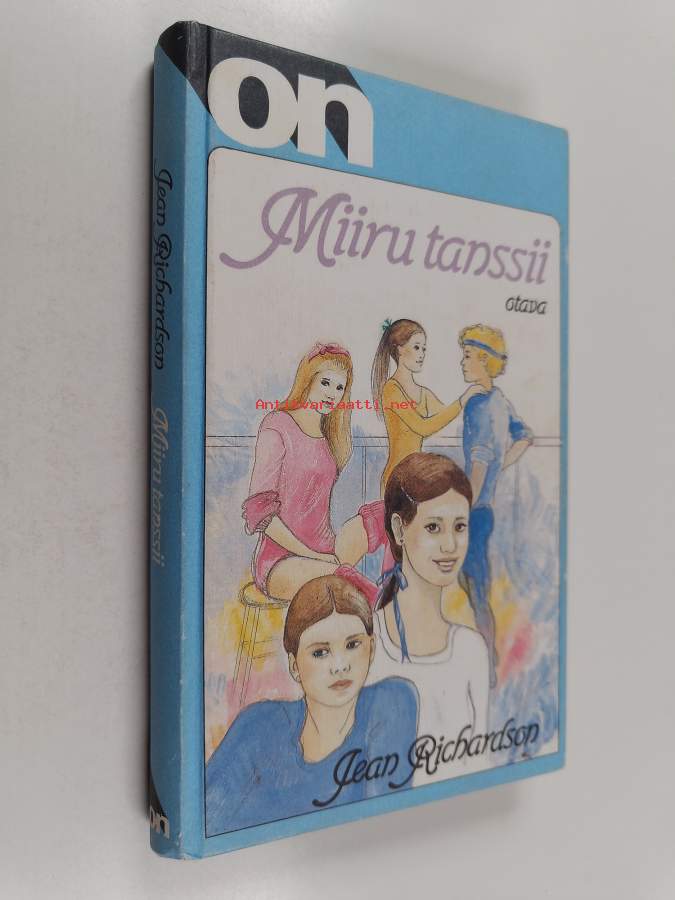 on
Miiru tanssii
otava
Antikvariaatti.net
Jean Richardson
Jean Richardson Miiru tanssii
on